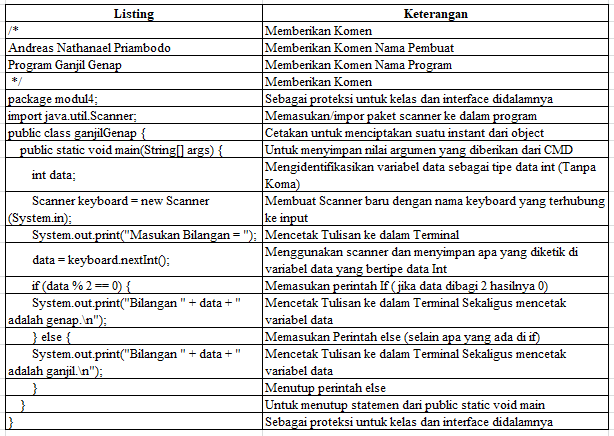 Listing Keterangan
/* Memberikan Komen
Andreas Nathanael Priambodo Memberikan Komen Nama Pembuat
Program Ganjil Genap Memberikan Komen Nama Program
*/ Memberikan Komen
package modul4; Sebagai proteksi untuk kelas dan interface didalamnya
import java.util.Scanner; Memasukan/impor paket scanner ke dalam program
public class ganjilGenap { Cetakan untuk menciptakan suatu instant dari object
public static void main(String[] args) { Untuk menyimpan nilai argumen yang diberikan dari CMD
int data; Mengidentifikasikan variabel data sebagai tipe data int (Tanpa
Koma)
Scanner keyboard = new Scanner
(System.in); Membuat Scanner baru dengan nama keyboard yang terhubung
ke input
System.out.print("Masukan Bilangan = "); Mencetak Tulisan ke dalam Terminal
data = keyboard.nextInt(); Menggunakan scanner dan menyimpan apa yang diketik di
variabel data yang bertipe data Int
if (data % 2 == 0) { Memasukan perintah If ( jika data dibagi 2 hasilnya 0)
System.out.print("Bilangan " + data + "
adalah genap.\n"); Mencetak Tulisan ke dalam Terminal Sekaligus mencetak
variabel data
} else { Memasukan Perintah else (selain apa yang ada di if)
System.out.print("Bilangan " + data + "
adalah ganjil.\n"); Mencetak Tulisan ke dalam Terminal Sekaligus mencetak
variabel data
} Menutup perintah else
} Untuk menutup statemen dari public static void main
} Sebagai proteksi untuk kelas dan interface didalamnya